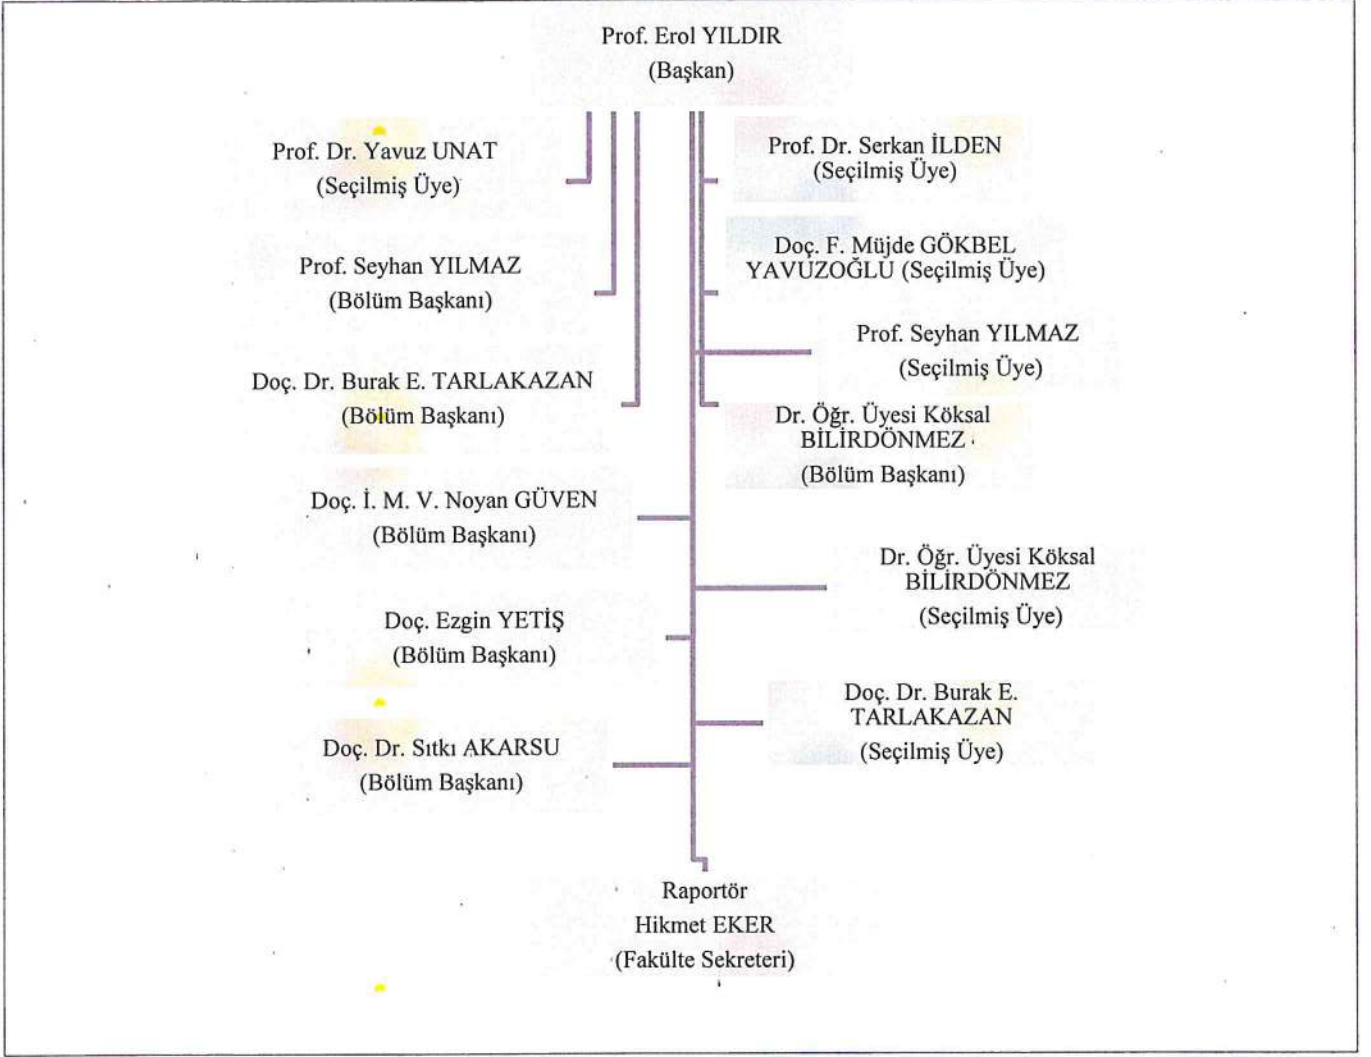 Prof. Erol YILDIR
(Başkan)
Prof. Dr. Yavuz UNAT
(Seçilmiş Üye)
Prof. Dr. Serkan İLDEN
(Seçilmiş Üye)
Prof. Seyhan YILMAZ
(Bölüm Başkanı)
Doç. F. Müjde GÖKBEL
YAVUZOĞLU (Seçilmiş Üye)
Prof. Seyhan YILMAZ
(Seçilmiş Üye)
Doç. Dr. Burak E. TARLAKAZAN
(Bölüm Başkanı)
Dr. Öğr. Üyesi Köksal
BİLİRDÖNMEZ
(Bölüm Başkanı)
Doç. İ. M. V. Noyan GÜVEN
(Bölüm Başkanı)
Dr. Öğr. Üyesi Köksal
BİLİRDÖNMEZ
(Seçilmiş Üye)
Doç. Ezgin YETİŞ
(Bölüm Başkanı)
Doç. Dr. Burak E.
TARLAKAZAN
(Seçilmiş Üye)
Doç. Dr. Sıtkı AKARSU
(Bölüm Başkanı)
Raportör
Hikmet EKER
(Fakülte Sekreteri)